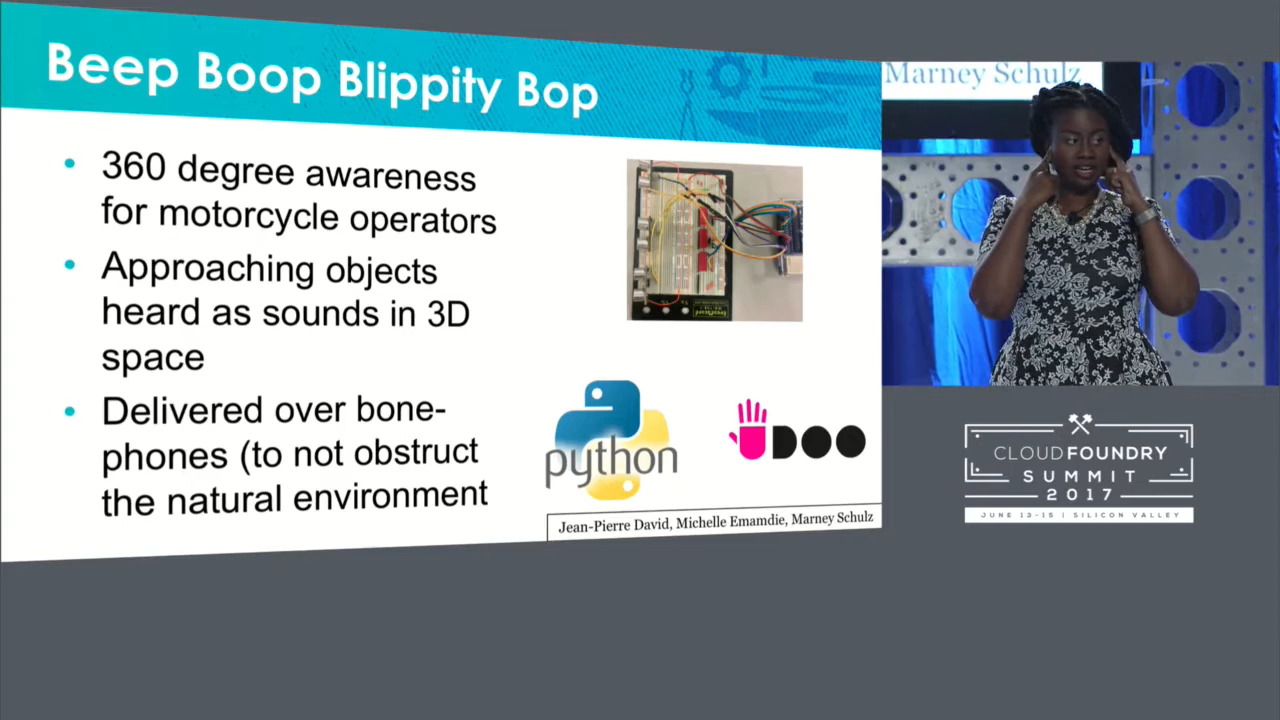 Beep Boop Blippity Bop
• 360 degree awareness
for motorcycle operators
• Approaching objects
heard as sounds in 3D
space
• Delivered over bone-
phones (to not obstruct
the natural environment
python
UDOO
Jean-Pierre David, Michelle Emamdie, Marney Schulz
Marney Schulz
CLOUD FOUNDRY
SUMMIT
2017
JUNE 13-15 | SILICON VALLEY